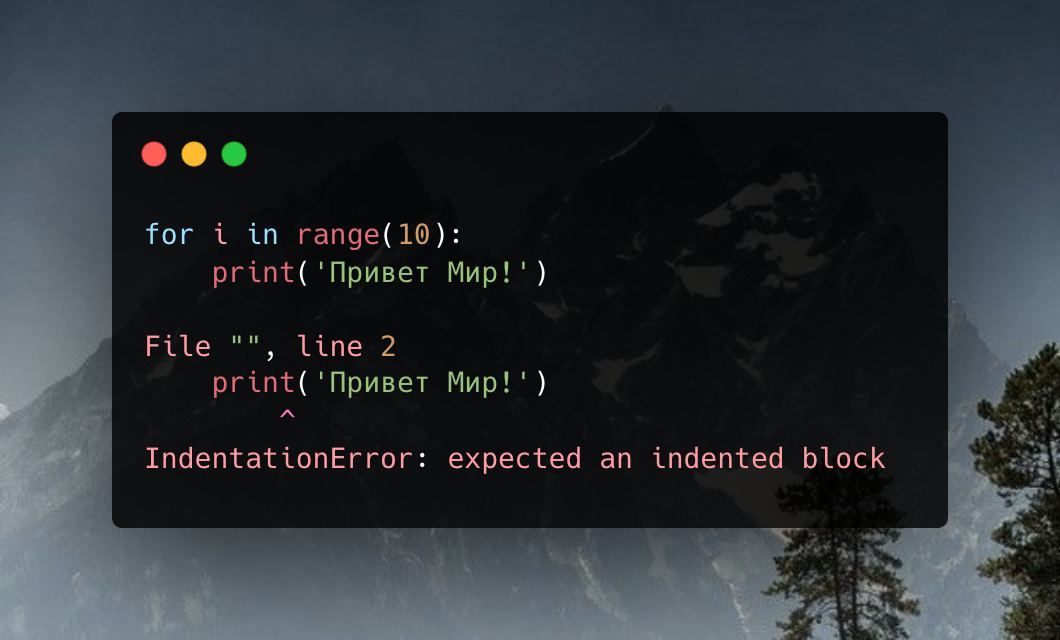 for i in range(10):
    print('Привет Мир!')
File "", line 2
    print('Привет Мир!')
        ^
IndentationError: expected an indented block